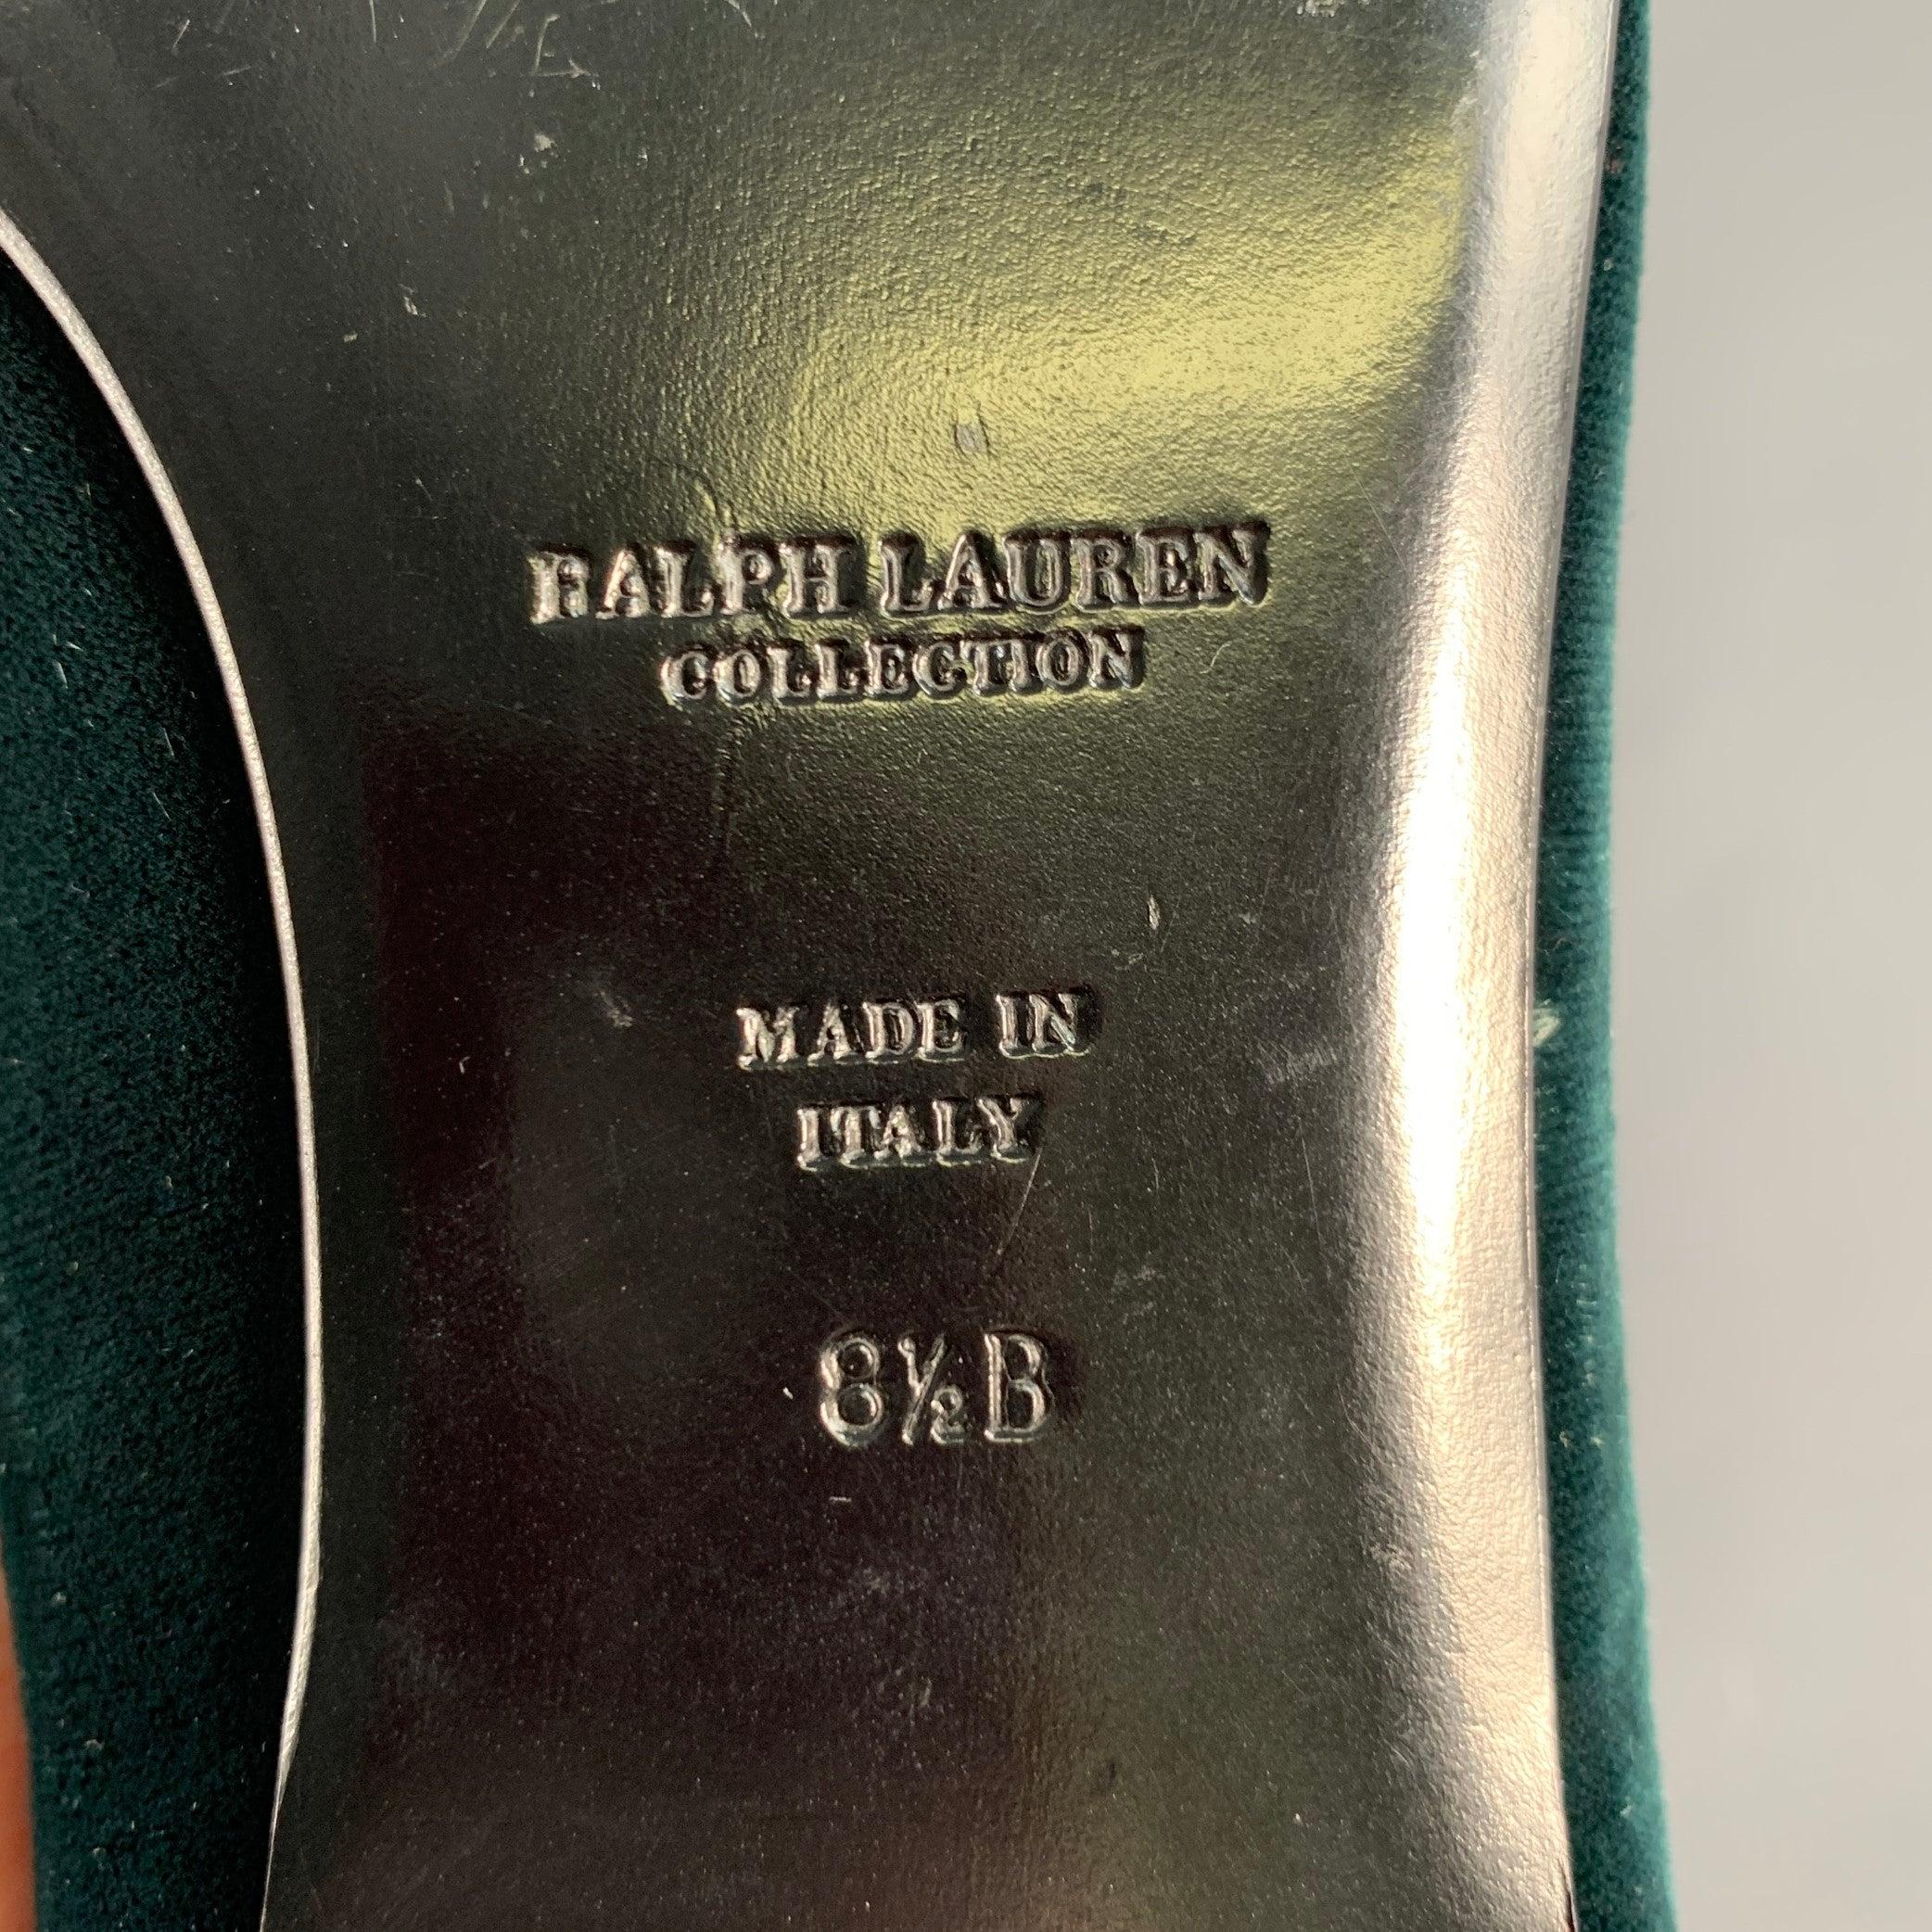 RALPH LAUREN
COLLECTION
MADE IN
ITALY
8½B